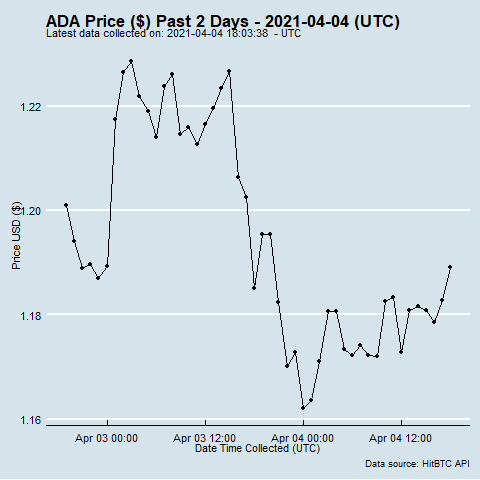 ADA Price ($) Past 2 Days - 2021-04-04 (UTC)
Latest data collected on: 2021-04-04 18:03:38 - UTC
1.22
1.20
1.18
1.16
Price USD ($)
Apr 03 00:00
Apr 03 12:00
Apr 04 00:00
Apr 04 12:00
Date Time Collected (UTC)
Data source: HitBTC API